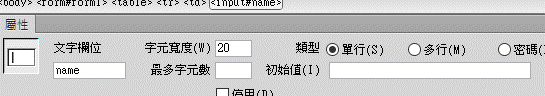 <body> <form#form1> <table> <tr> <td> <input#name>
屬性
文字欄位 字元寬度(W) 20 類型 單行(S) 多行(M) 密碼(
name 最多字元數 初始值(I)
停用(D)